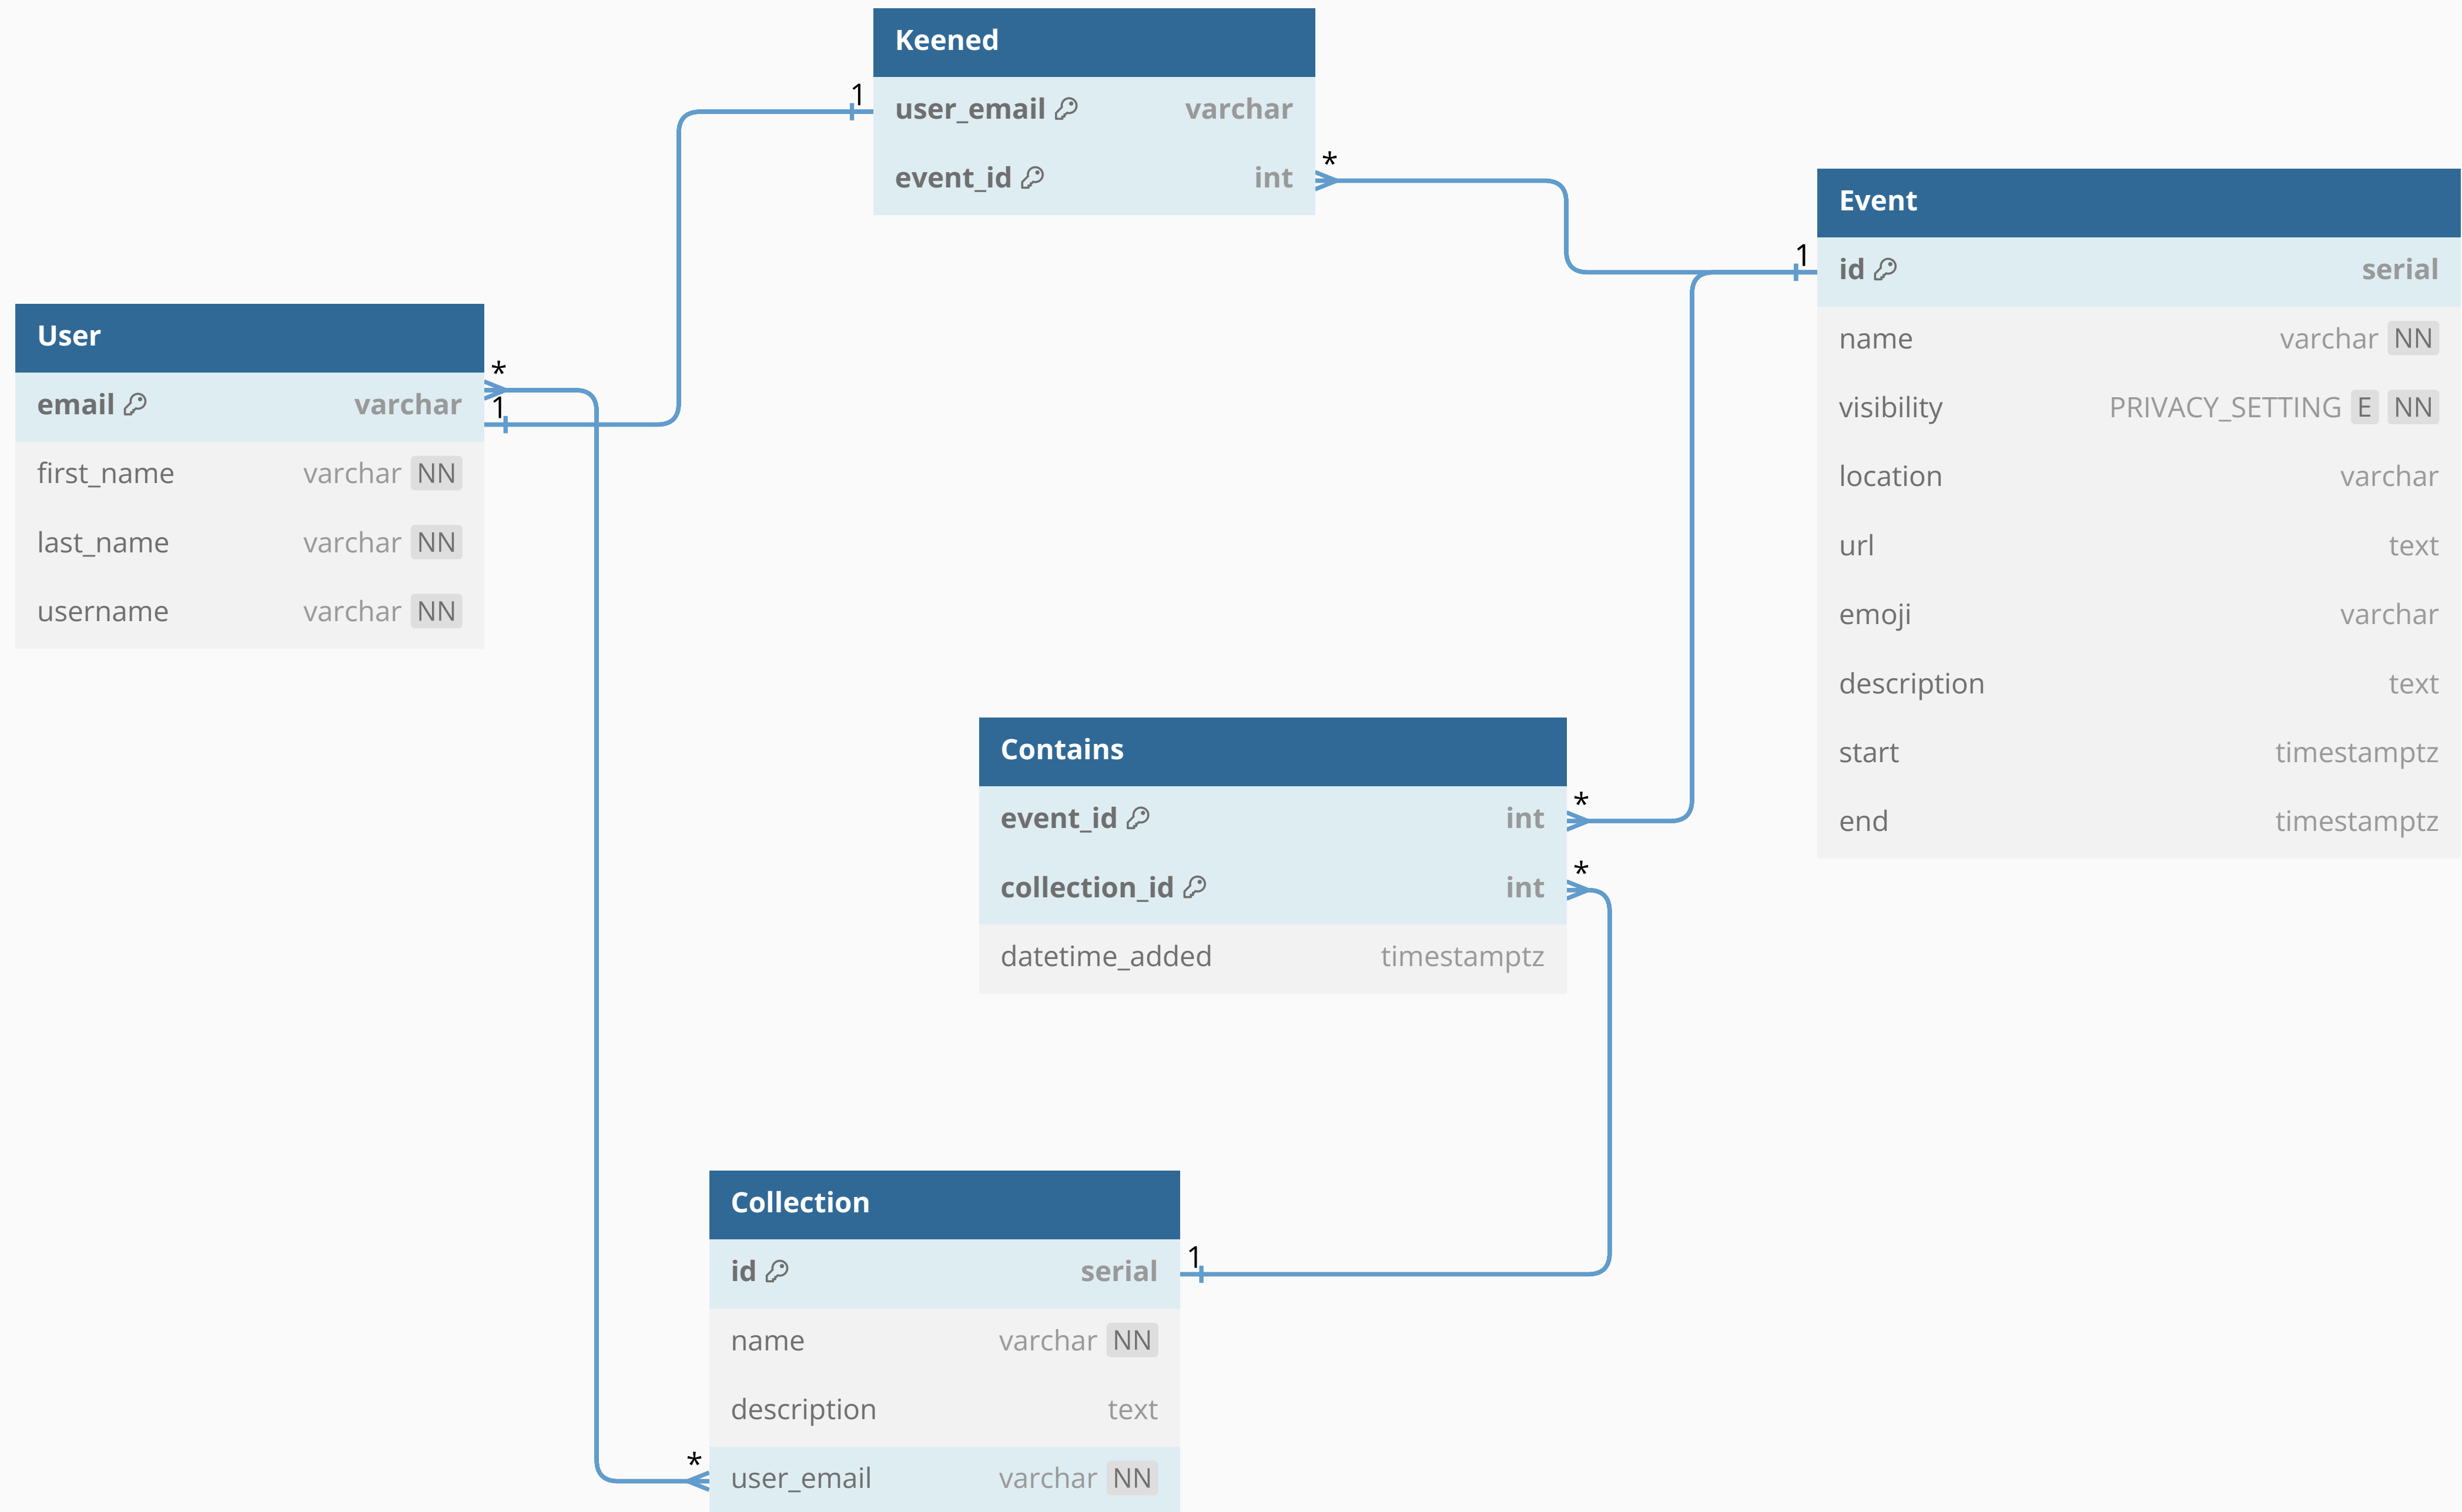 Keened
1
user_email varchar
*
event_id int
Event
1
id serial
name varchar NN
visibility PRIVACY_SETTING E NN
location varchar
url text
emoji varchar
description text
start timestamptz
end timestamptz
User
*
email varchar
1
first_name varchar NN
last_name varchar NN
username varchar NN
Contains
*
event_id int
*
collection_id int
datetime_added timestamptz
Collection
1
id serial
name varchar NN
description text
*
user_email varchar NN